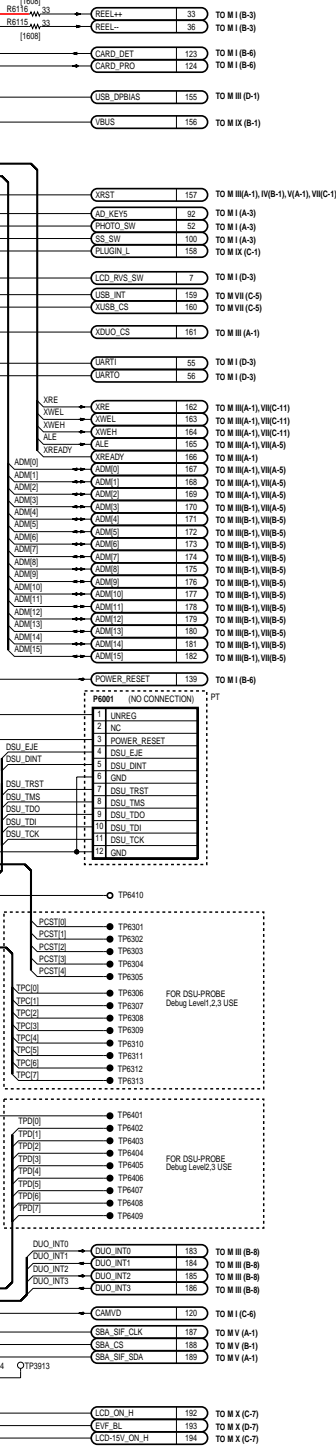 [1608]
R6116 33 REEL++ 33 TO M I (B-3)
R6115 33 REEL-- 36 TO M I (B-3)
[1608]
CARD_DET 123 TO M I (B-6)
CARD_PRO 124 TO M I (B-6)
USB_DPBIAS 155 TO M III (D-1)
VBUS 156 TO M IX (B-1)
XRST 157 TO M III(A-1), IV(B-1), V(A-1), VII(C-1)
AD_KEY5 92 TO M I (A-3)
PHOTO_SW 52 TO M I (A-3)
SS_SW 100 TO M I (A-3)
PLUGIN_L 158 TO M IX (C-1)
LCD_RVS_SW 7 TO M I (D-3)
USB_INT 159 TO M VII (C-5)
XUSB_CS 160 TO M VII (C-5)
XDUO_CS 161 TO M III (A-1)
UARTI 55 TO M I (D-3)
UARTO 56 TO M I (D-3)
XRE XRE 162 TO M III(A-1), VII(C-11)
XWEL XWEL 163 TO M III(A-1), VII(C-11)
XWEH XWEH 164 TO M III(A-1), VII(C-11)
ALE ALE 165 TO M III(A-1), VII(A-5)
XREADY XREADY 166 TO M III(A-1)
ADM[0] ADM[0] 167 TO M III(A-1), VII(A-5)
ADM[1] ADM[1] 168 TO M III(A-1), VII(A-5)
ADM[2] ADM[2] 169 TO M III(A-1), VII(A-5)
ADM[3] ADM[3] 170 TO M III(B-1), VII(A-5)
ADM[4] ADM[4] 171 TO M III(B-1), VII(B-5)
ADM[5] ADM[5] 172 TO M III(B-1), VII(B-5)
ADM[6] ADM[6] 173 TO M III(B-1), VII(B-5)
ADM[7] ADM[7] 174 TO M III(B-1), VII(B-5)
ADM[8] ADM[8] 175 TO M III(B-1), VII(B-5)
ADM[9] ADM[9] 176 TO M III(B-1), VII(B-5)
ADM[10] ADM[10] 177 TO M III(B-1), VII(B-5)
ADM[11] ADM[11] 178 TO M III(B-1), VII(B-5)
ADM[12] ADM[12] 179 TO M III(B-1), VII(B-5)
ADM[13] ADM[13] 180 TO M III(B-1), VII(B-5)
ADM[14] ADM[14] 181 TO M III(B-1), VII(B-5)
ADM[15] ADM[15] 182 TO M III(B-1), VII(B-5)
POWER_RESET 139 TO M I (B-6)
P6001 (NO CONNECTION) PT
1 UNREG
2 NC
3 POWER_RESET
DSU_EJE 4 DSU_EJE
DSU_DINT 5 DSU_DINT
6 GND
DSU_TRST 7 DSU_TRST
DSU_TMS 8 DSU_TMS
DSU_TDO 9 DSU_TDO
DSU_TDI 10 DSU_TDI
DSU_TCK 11 DSU_TCK
12 GND
TP6410
PCST[0] TP6301
PCST[1] TP6302
PCST[2] TP6303
PCST[3] TP6304
PCST[4] TP6305
TPC[0] TP6306
TPC[1] TP6307
TPC[2] TP6308
TPC[3] TP6309
TPC[4] TP6310
TPC[5] TP6311
TPC[6] TP6312
TPC[7] TP6313
FOR DSU-PROBE
Debug Level1,2,3 USE
TP6401
TPD[0] TP6402
TPD[1] TP6403
TPD[2] TP6404
TPD[3] TP6405
TPD[4] TP6406
TPD[5] TP6407
TPD[6] TP6408
TPD[7] TP6409
FOR DSU-PROBE
Debug Level2,3 USE
DUO_INT0 DUO_INT0 183 TO M III (B-8)
DUO_INT1 DUO_INT1 184 TO M III (B-8)
DUO_INT2 DUO_INT2 185 TO M III (B-8)
DUO_INT3 DUO_INT3 186 TO M III (B-8)
CAMVD 120 TO M I (C-6)
SBA_SIF_CLK 187 TO M V (A-1)
SBA_CS 188 TO M V (B-1)
SBA_SIF_SDA 189 TO M V (A-1)
4 TP3913
LCD_ON_H 192 TO M X (C-7)
EVF_BL 193 TO M X (D-7)
LCD-15V_ON_H 194 TO M X (C-7)